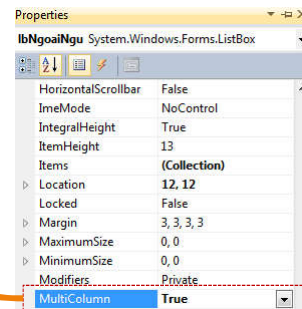 Properties
lbNgoaiNgu System.Windows.Forms.ListBox
HorizontalScrollbar False
ImeMode NoControl
IntegralHeight True
ItemHeight 13
Items (Collection)
Location 12, 12
Locked False
Margin 3, 3, 3, 3
MaximumSize 0, 0
MinimumSize 0, 0
Modifiers Private
MultiColumn True